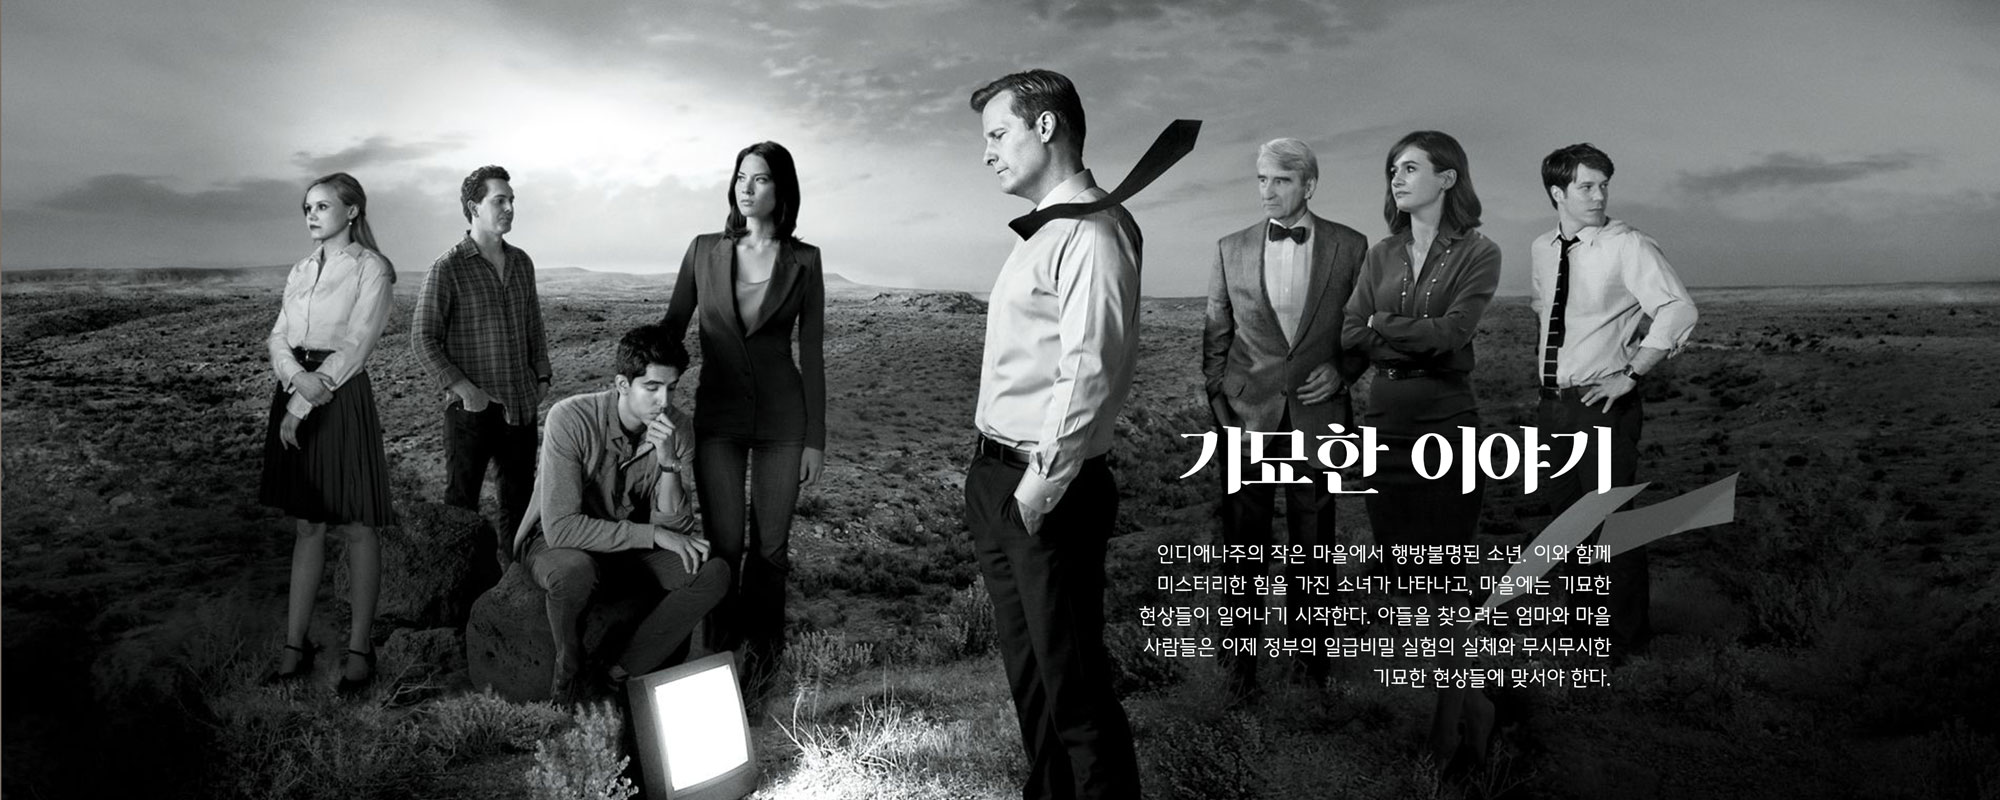 기묘한 이야기
인디애나주의 작은 마을에서 행방불명된 소년. 이와 함께
미스터리한 힘을 가진 소녀가 나타나고, 마을에는 기묘한
현상들이 일어나기 시작한다. 아들을 찾으려는 엄마와 마을
사람들은 이제 정부의 일급비밀 실험의 실체와 무시무시한
기묘한 현상들에 맞서야 한다.